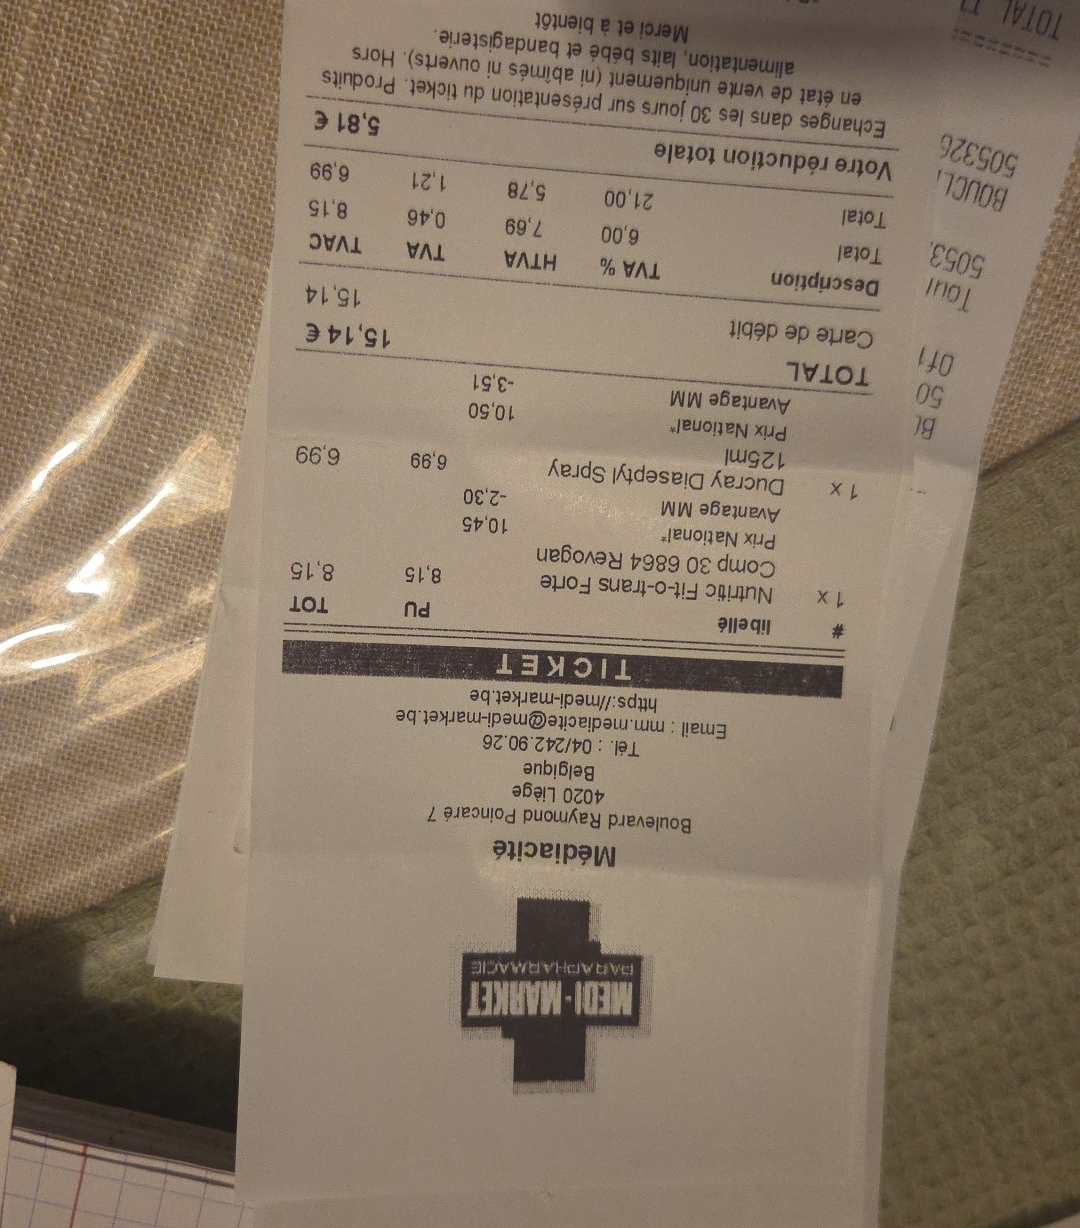 MEDI-MARKET
PARAPHARMACIE
Médiacité
Boulevard Raymond Poincaré 7
4020 Liège
Belgique
Tél. : 04/242.90.26
Email : mm.mediacite@medi-market.be
https://medi-market.be
TICKET
# libellé PU TOT
1 x Nutritic Fit-o-trans Forte 8,15 8,15
Comp 30 6864 Revogan
Prix National* 10,45
Avantage MM -2,30
1 x Ducray Diaseptyl Spray 6,99 6,99
125ml
Prix National* 10,50
Avantage MM -3,51
TOTAL 15,14 €
Carte de débit 15,14
Description TVA % HTVA TVA TVAC
Total 6,00 7,69 0,46 8,15
Total 21,00 5,78 1,21 6,99
Votre réduction totale 5,81 €
Echanges dans les 30 jours sur présentation du ticket. Produits
en état de vente uniquement (ni abîmés ni ouverts). Hors
alimentation, laits bébé et bandagisterie.
Merci et à bientôt
50
5053
BOUCL
505326
TOTAL